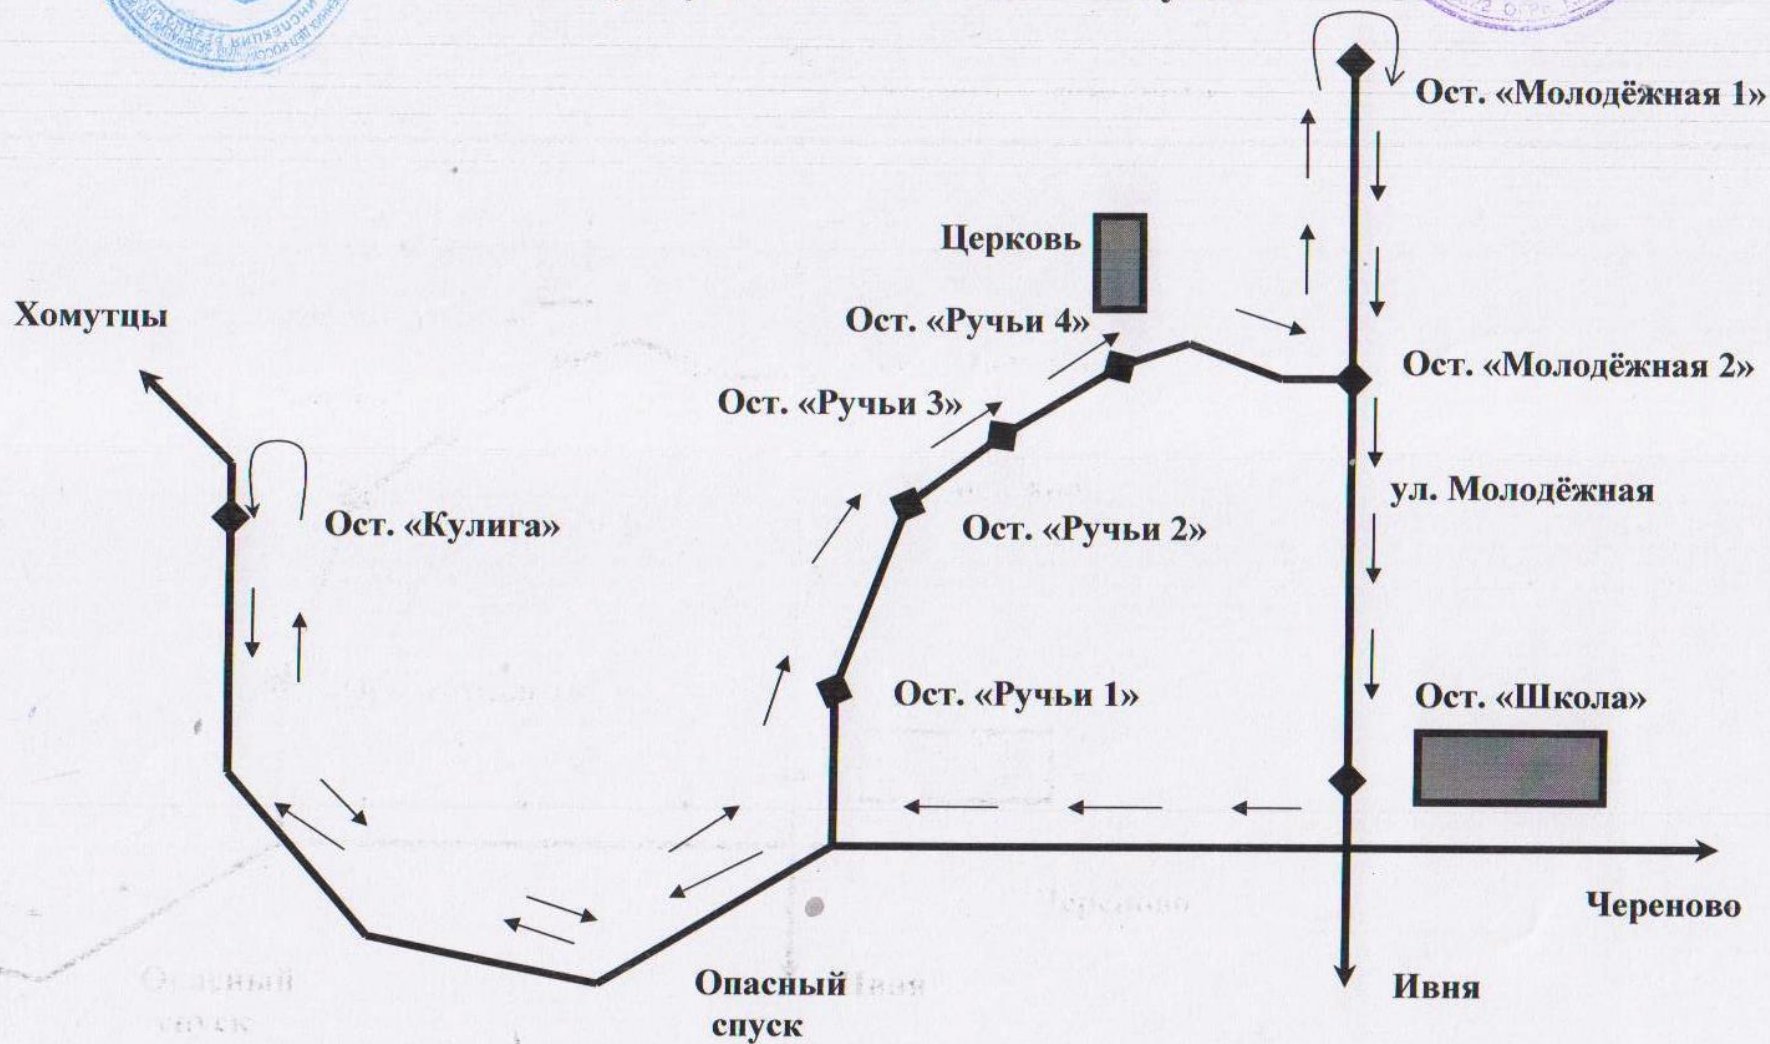 Ост. «Молодёжная 1»
Церковь
Хомутцы
Ост. «Ручьи 4»
Ост. «Молодёжная 2»
Ост. «Ручьи 3»
ул. Молодёжная
Ост. «Кулига»
Ост. «Ручьи 2»
Ост. «Ручьи 1»
Ост. «Школа»
Череново
Опасный
спуск
Ивня